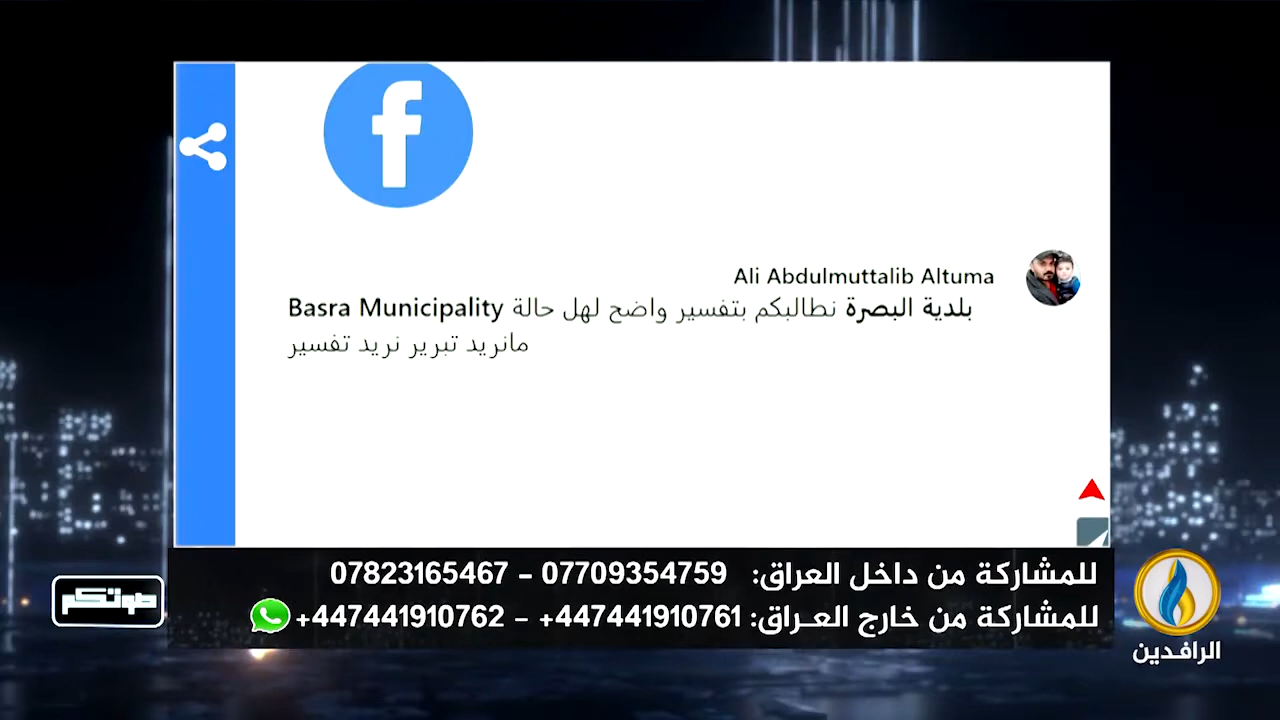 f
Ali Abdulmuttalib Altuma
بلدية البصرة نطالبكم بتفسير واضح لهل حالة Basra Municipality
مانريد تبرير نريد تفسير
للمشاركة من داخل العراق: 07709354759 - 07823165467
للمشاركة من خارج العـراق: 447441910761+ - 447441910762+
صوتكم
الرافدين